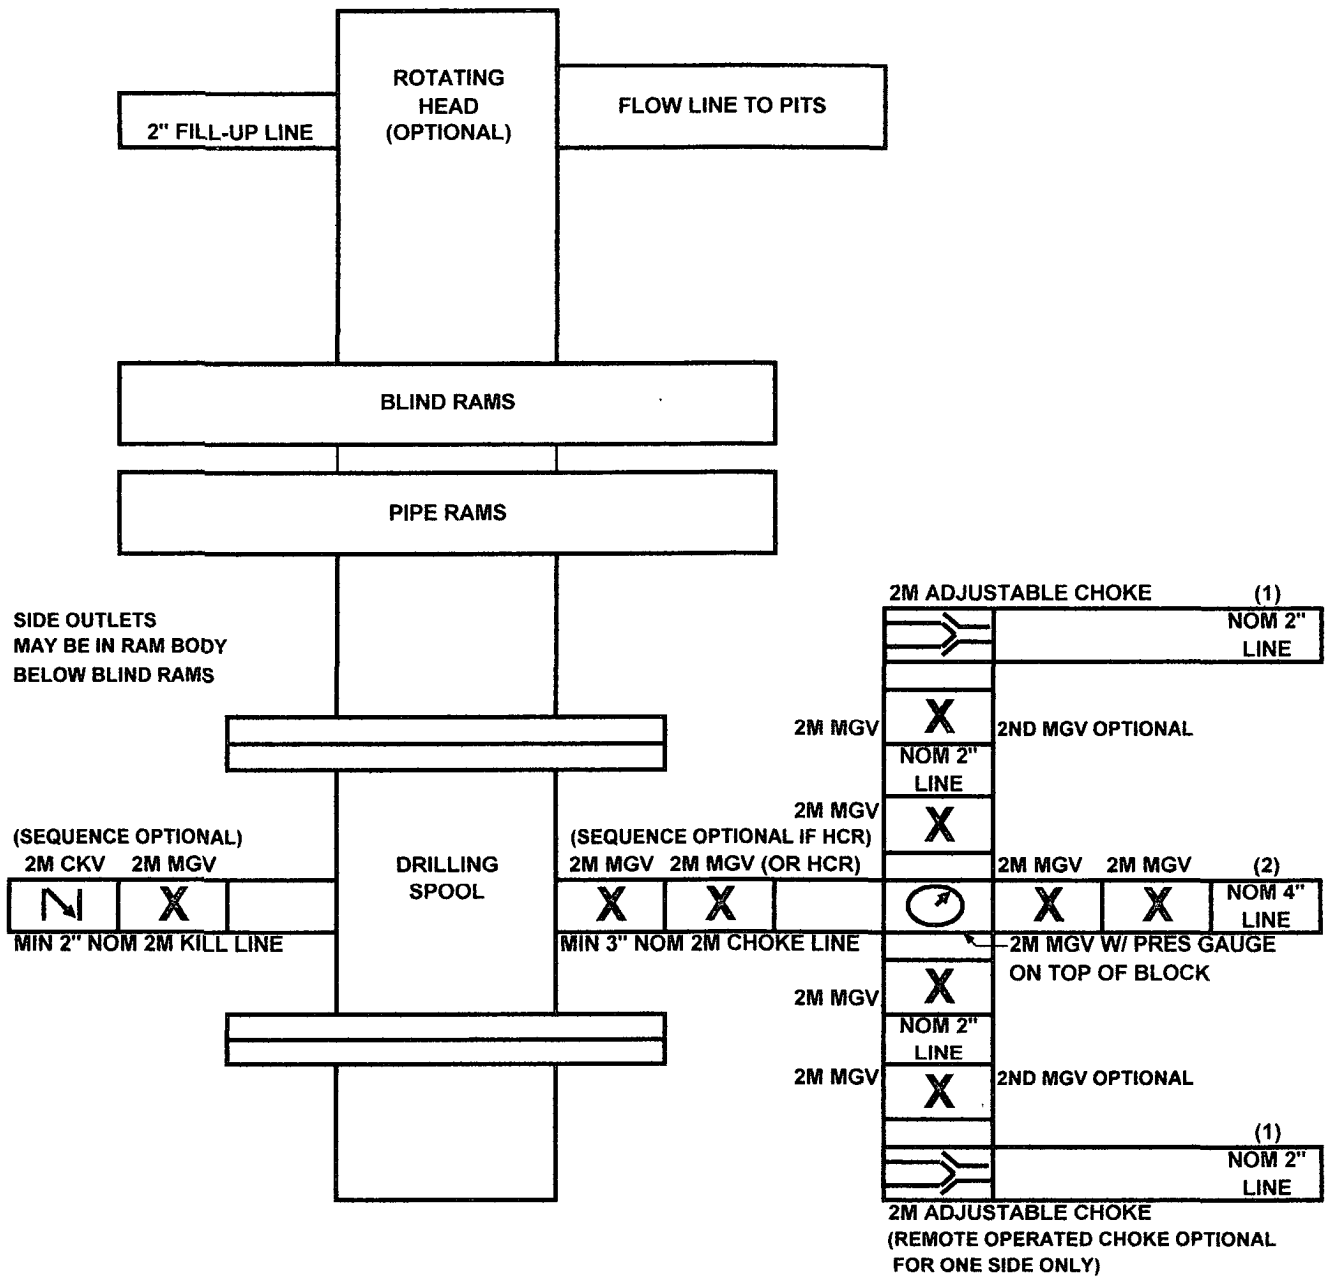 ROTATING
HEAD
(OPTIONAL)
FLOW LINE TO PITS
2" FILL-UP LINE
BLIND RAMS
PIPE RAMS
SIDE OUTLETS
MAY BE IN RAM BODY
BELOW BLIND RAMS
2M ADJUSTABLE CHOKE
(1)
NOM 2"
LINE
2M MGV
X
2ND MGV OPTIONAL
NOM 2"
LINE
2M MGV
X
(SEQUENCE OPTIONAL)
2M CKV
2M MGV
X
MIN 2" NOM 2M KILL LINE
DRILLING
SPOOL
(SEQUENCE OPTIONAL IF HCR)
2M MGV
2M MGV (OR HCR)
X
X
MIN 3" NOM 2M CHOKE LINE
2M MGV
2M MGV
(2)
X
X
NOM 4"
LINE
2M MGV W/ PRES GAUGE
ON TOP OF BLOCK
2M MGV
X
NOM 2"
LINE
2M MGV
X
2ND MGV OPTIONAL
(1)
NOM 2"
LINE
2M ADJUSTABLE CHOKE
(REMOTE OPERATED CHOKE OPTIONAL
FOR ONE SIDE ONLY)